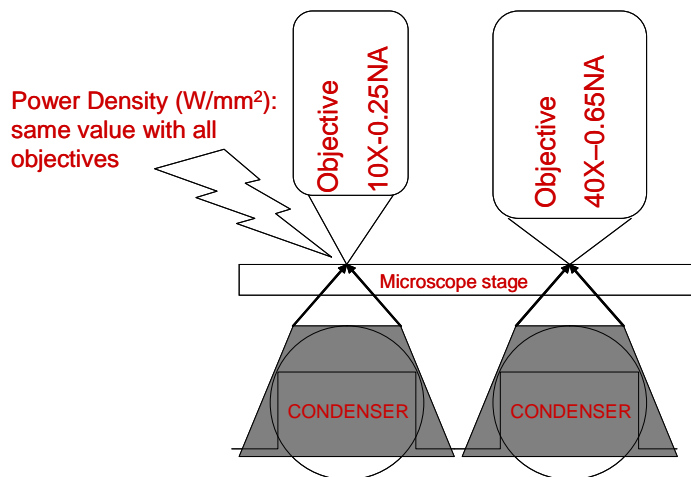 Power Density (W/mm²):
same value with all
objectives
Objective
10X-0.25NA
Objective
40X–0.65NA
Microscope stage
CONDENSER
CONDENSER